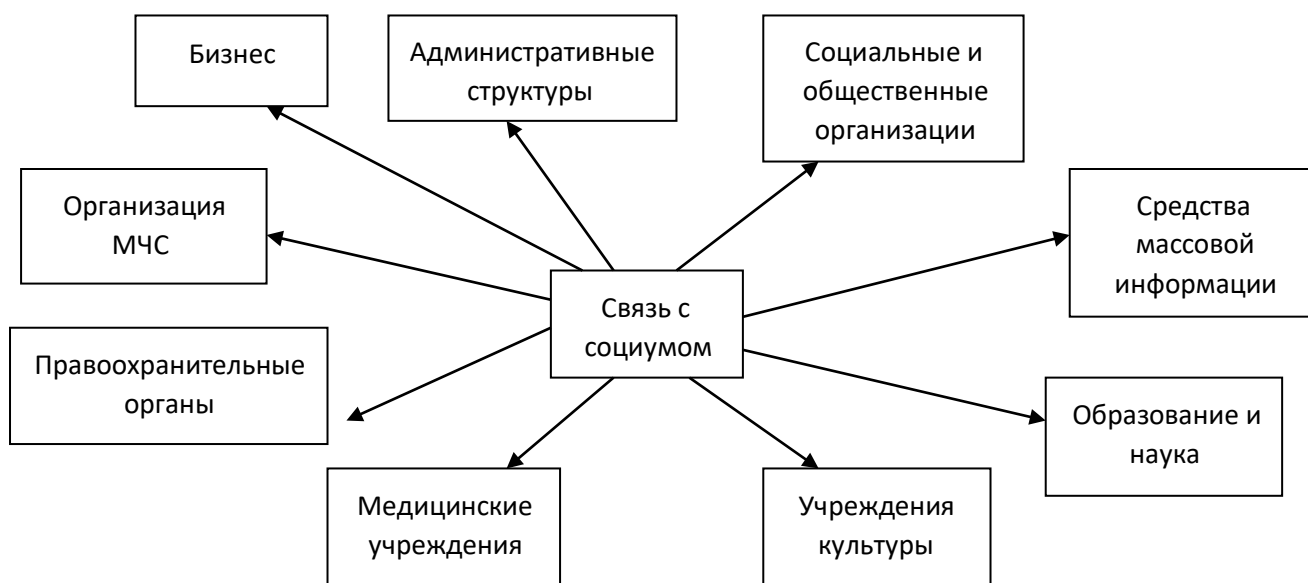 Бизнес
Административные
структуры
Социальные и
общественные
организации
Организация
МЧС
Средства
массовой
информации
Связь с
социумом
Правоохранительные
органы
Образование и
наука
Медицинские
учреждения
Учреждения
культуры